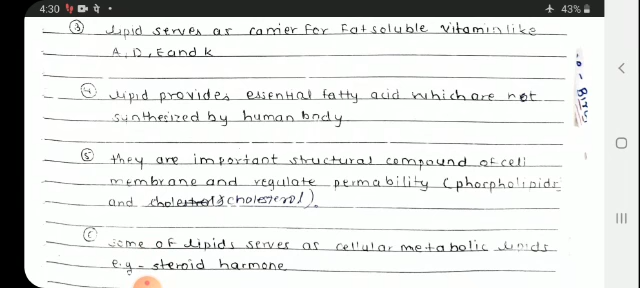 4:30 43%
③ Lipid serves as carrier for Fat soluble vitamin like
A, D, E and K
④ Lipid provides essential fatty acid which are not
synthesized by human body
⑤ they are important structural compound of cell
membrane and regulate permability (phospholipids
and cholestrols (cholesterol).
some of lipids serves as cellular metabolic
e.g - steroid harmone